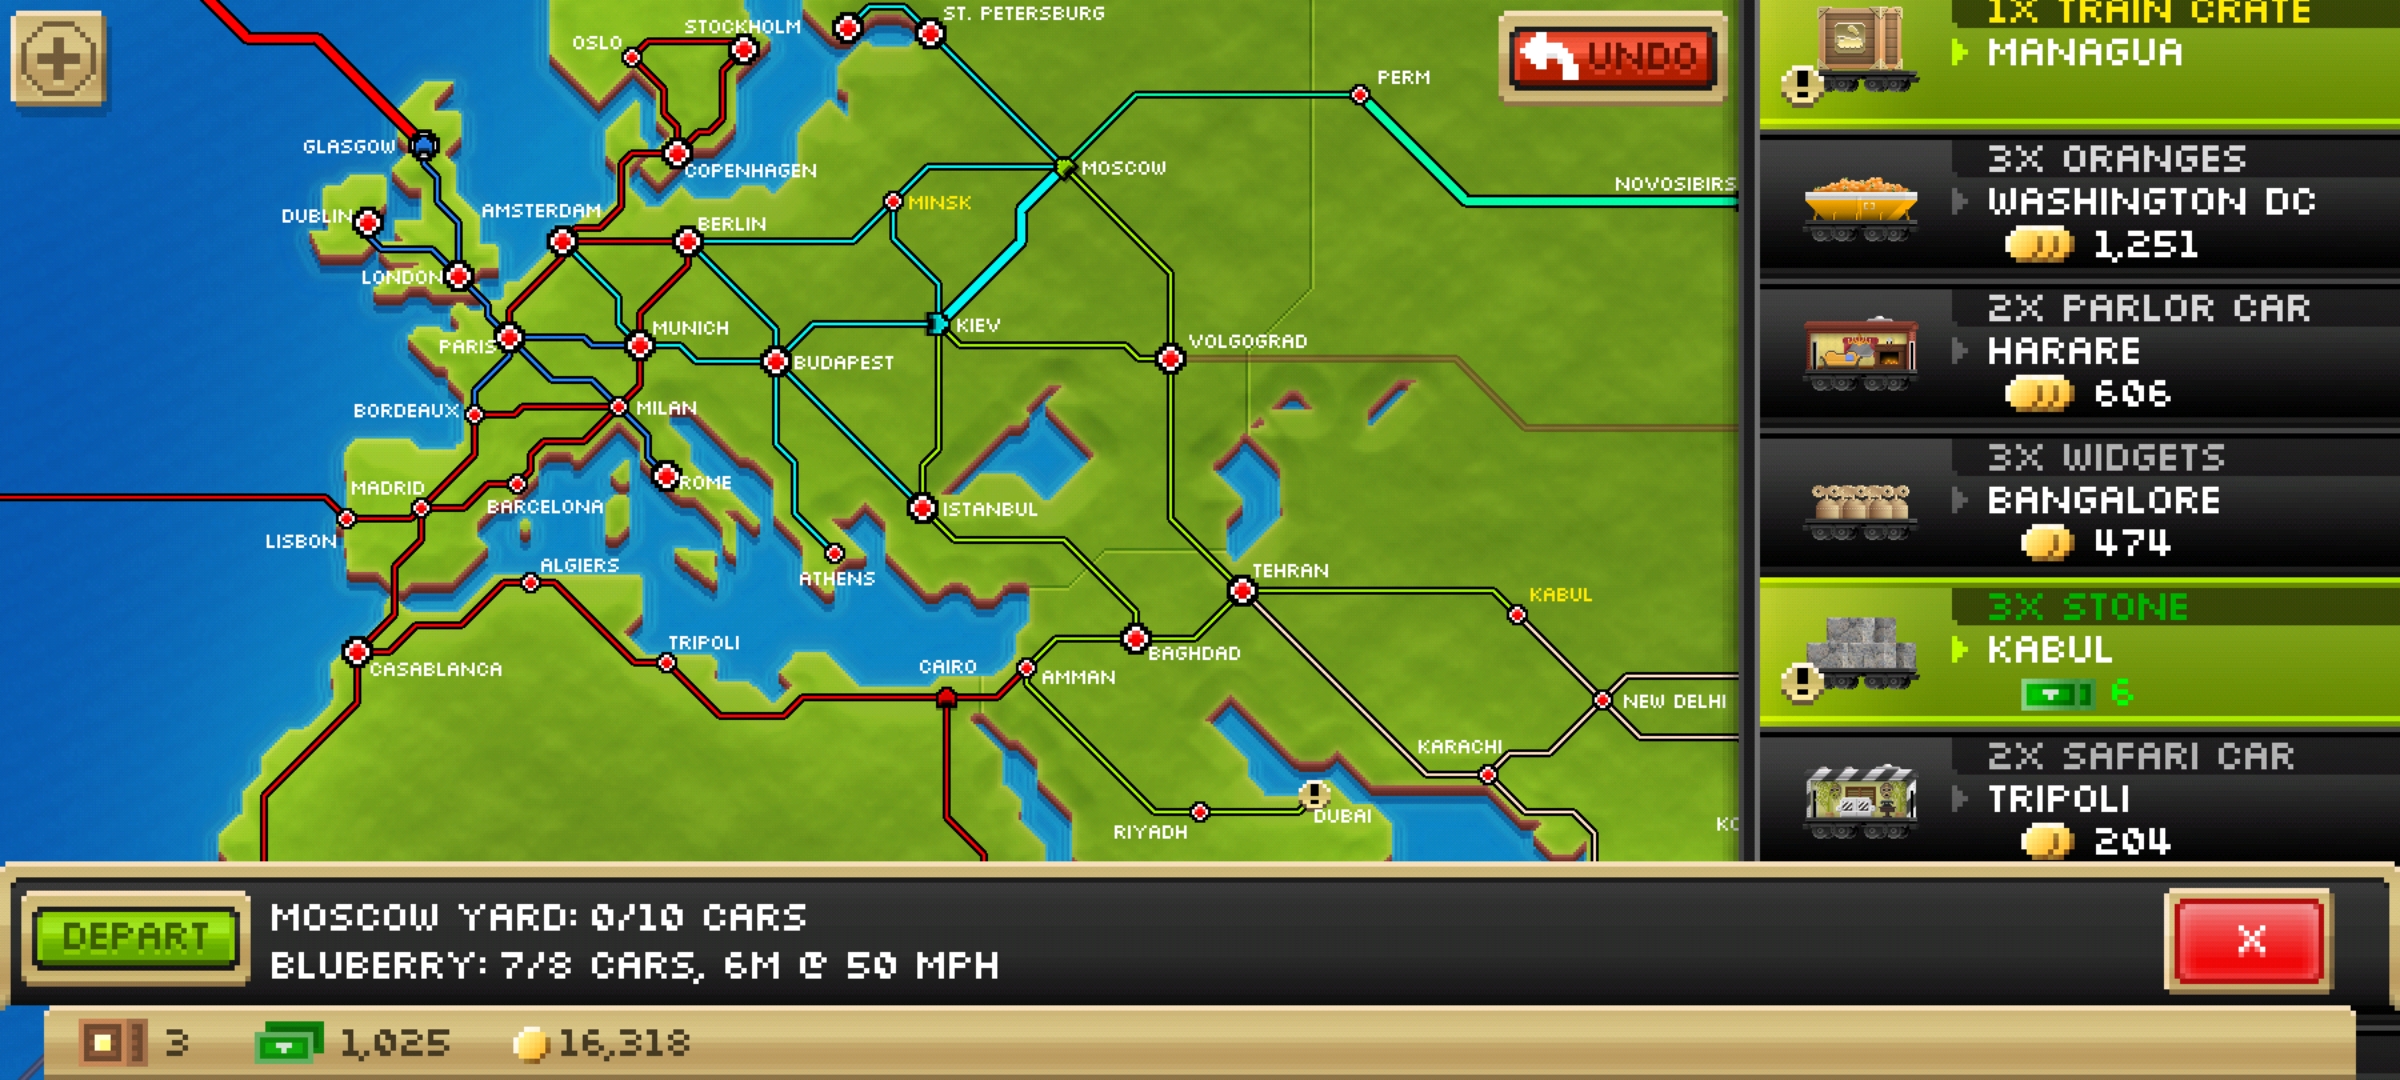 ST. PETERSBURG
STOCKHOLM
OSLO
UNDO
PERM
GLASGOW
COPENHAGEN
MOSCOW
NOVOSIBIRS
DUBLIN
AMSTERDAM
MINSK
BERLIN
LONDON
PARIS
MUNICH
KIEV
VOLGOGRAD
BUDAPEST
BORDEAUX
MILAN
MADRID
ROME
BARCELONA
ISTANBUL
LISBON
ALGIERS
ATHENS
TEHRAN
KABUL
TRIPOLI
CASABLANCA
CAIRO
BAGHDAD
AMMAN
NEW DELHI
KARACHI
RIYADH
DUBAI
KO
1X TRAIN CRATE
MANAGUA
3X ORANGES
WASHINGTON DC
1,251
2X PARLOR CAR
HARARE
606
3X WIDGETS
BANGALORE
474
3X STONE
KABUL
6
2X SAFARI CAR
TRIPOLI
204
DEPART
MOSCOW YARD: 0/10 CARS
BLUBERRY: 7/8 CARS, 6M @ 50 MPH
X
3
1,025
16,318